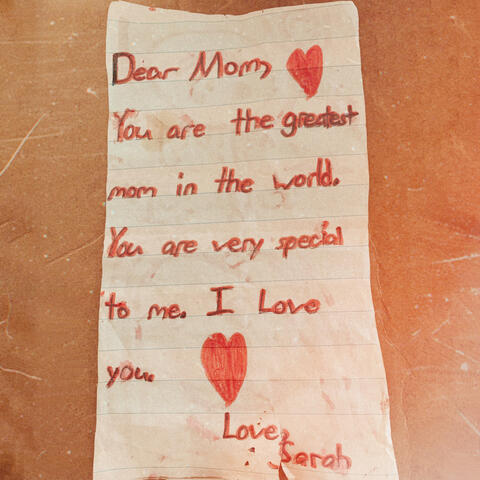 Dear Mom,
You are the greatest
mom in the world.
You are very special
to me. I Love
you.
Love,
Sarah